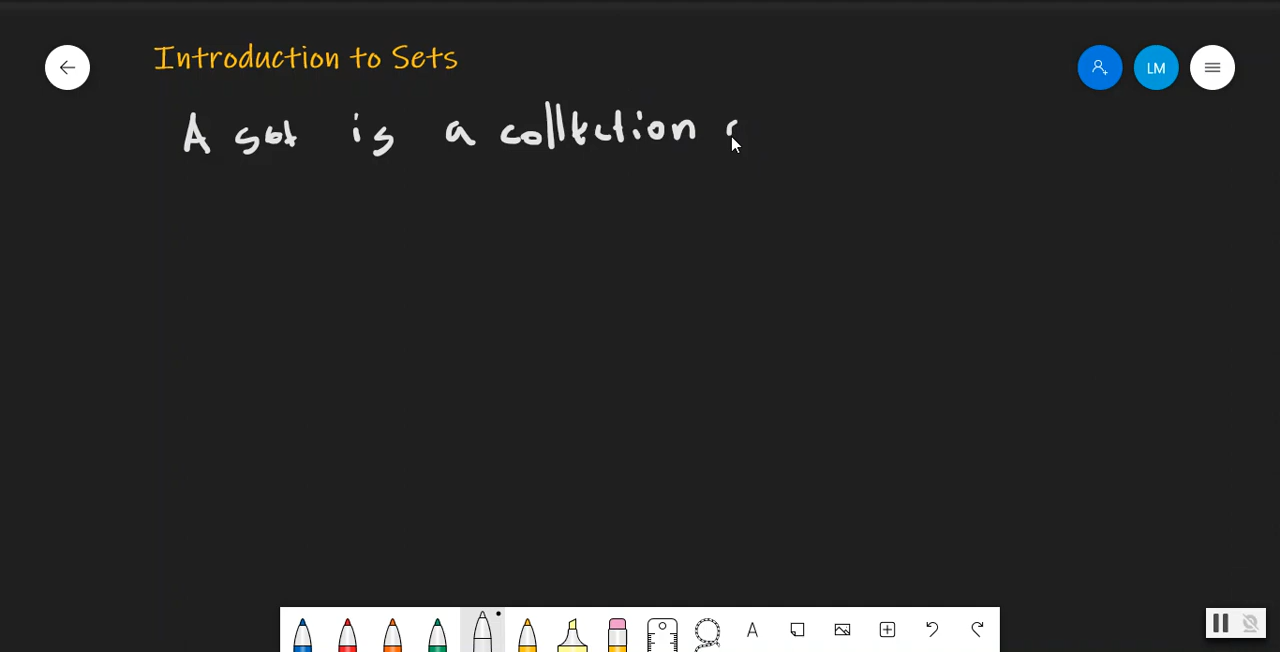 Introduction to Sets
LM
A set is a collection
A